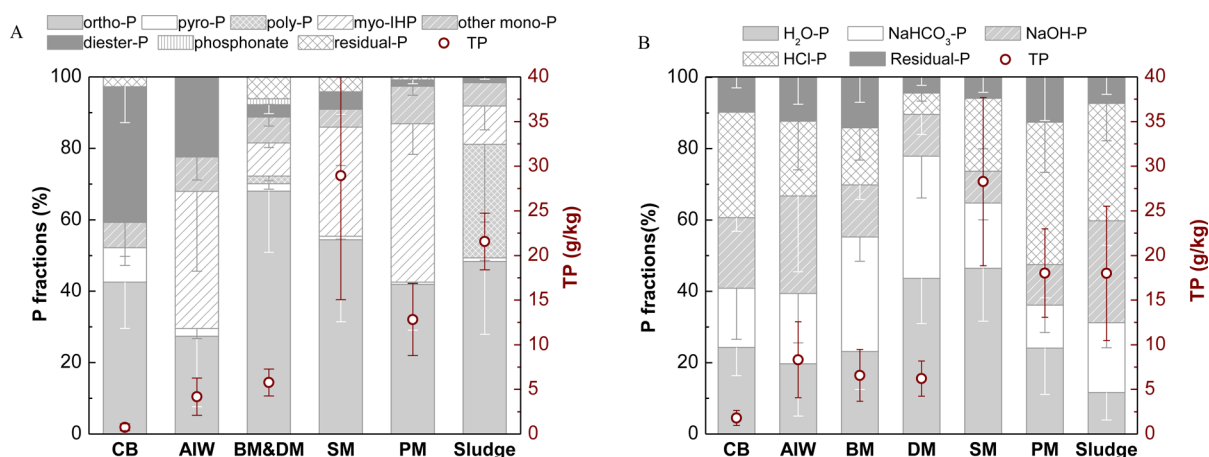 A
ortho-P pyro-P poly-P myo-IHP other mono-P
diester-P phosphonate residual-P TP
P fractions (%)
100
80
60
40
20
0
TP (g/kg)
40
35
30
25
20
15
10
5
0
CB AIW BM&DM SM PM Sludge
B
H₂O-P NaHCO₃-P NaOH-P
HCl-P Residual-P TP
P fractions(%)
100
80
60
40
20
0
TP (g/kg)
40
35
30
25
20
15
10
5
0
CB AIW BM DM SM PM Sludge